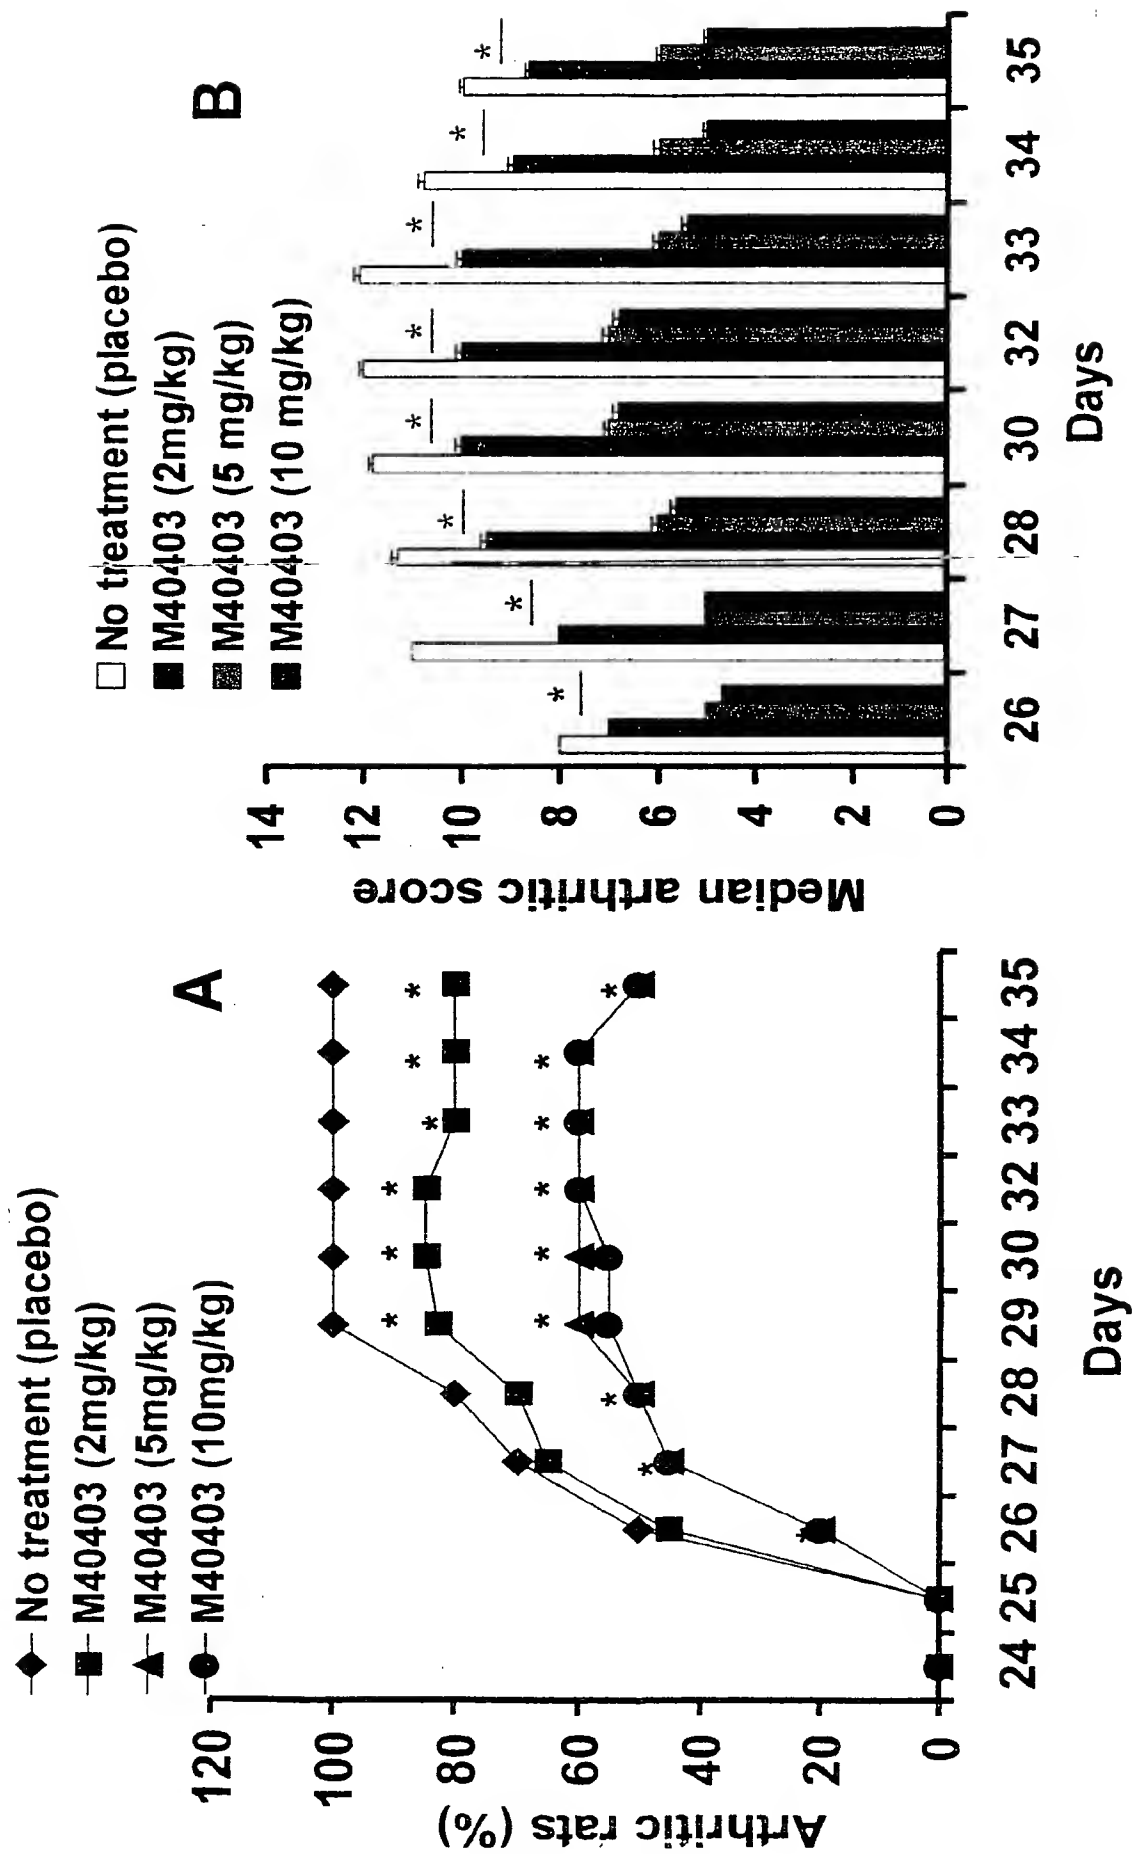 A
No treatment (placebo)
M40403 (2mg/kg)
M40403 (5mg/kg)
M40403 (10mg/kg)
120
100
80
60
40
20
0
Arthritic rats (%)
24 25 26 27 28 29 30 32 33 34 35
Days
* * * * * * * * * * * * * * *
B
No treatment (placebo)
M40403 (2mg/kg)
M40403 (5 mg/kg)
M40403 (10 mg/kg)
14
12
10
8
6
4
2
0
Median arthritic score
* * * * * * * *
26 27 28 30 32 33 34 35
Days